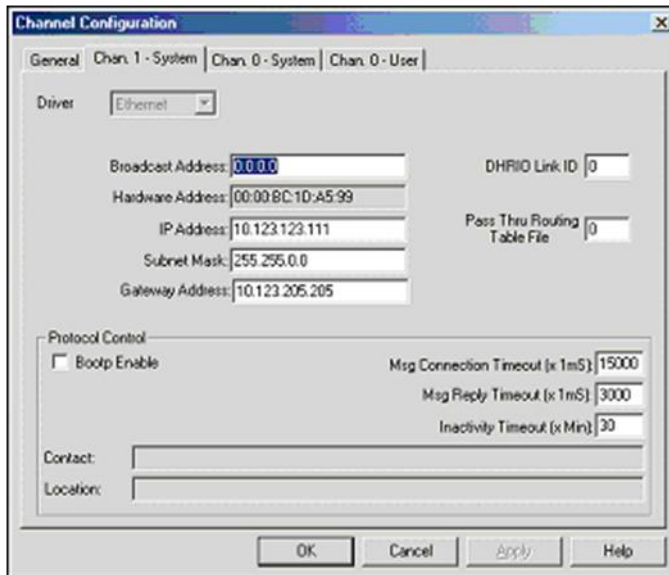 Channel Configuration
General Chan. 1 - System Chan. 0 - System Chan. 0 - User
Driver Ethernet
Broadcast Address: 0.0.0.0 DHRIO Link ID 0
Hardware Address: 00:00:BC:1D:A5:99
IP Address: 10.123.123.111 Pass Thru Routing Table File 0
Subnet Mask: 255.255.0.0
Gateway Address: 10.123.205.205
Protocol Control
Bootp Enable
Msg Connection Timeout (x 1mS): 15000
Msg Reply Timeout (x 1mS): 3000
Inactivity Timeout (x Min): 30
Contact:
Location:
OK Cancel Apply Help